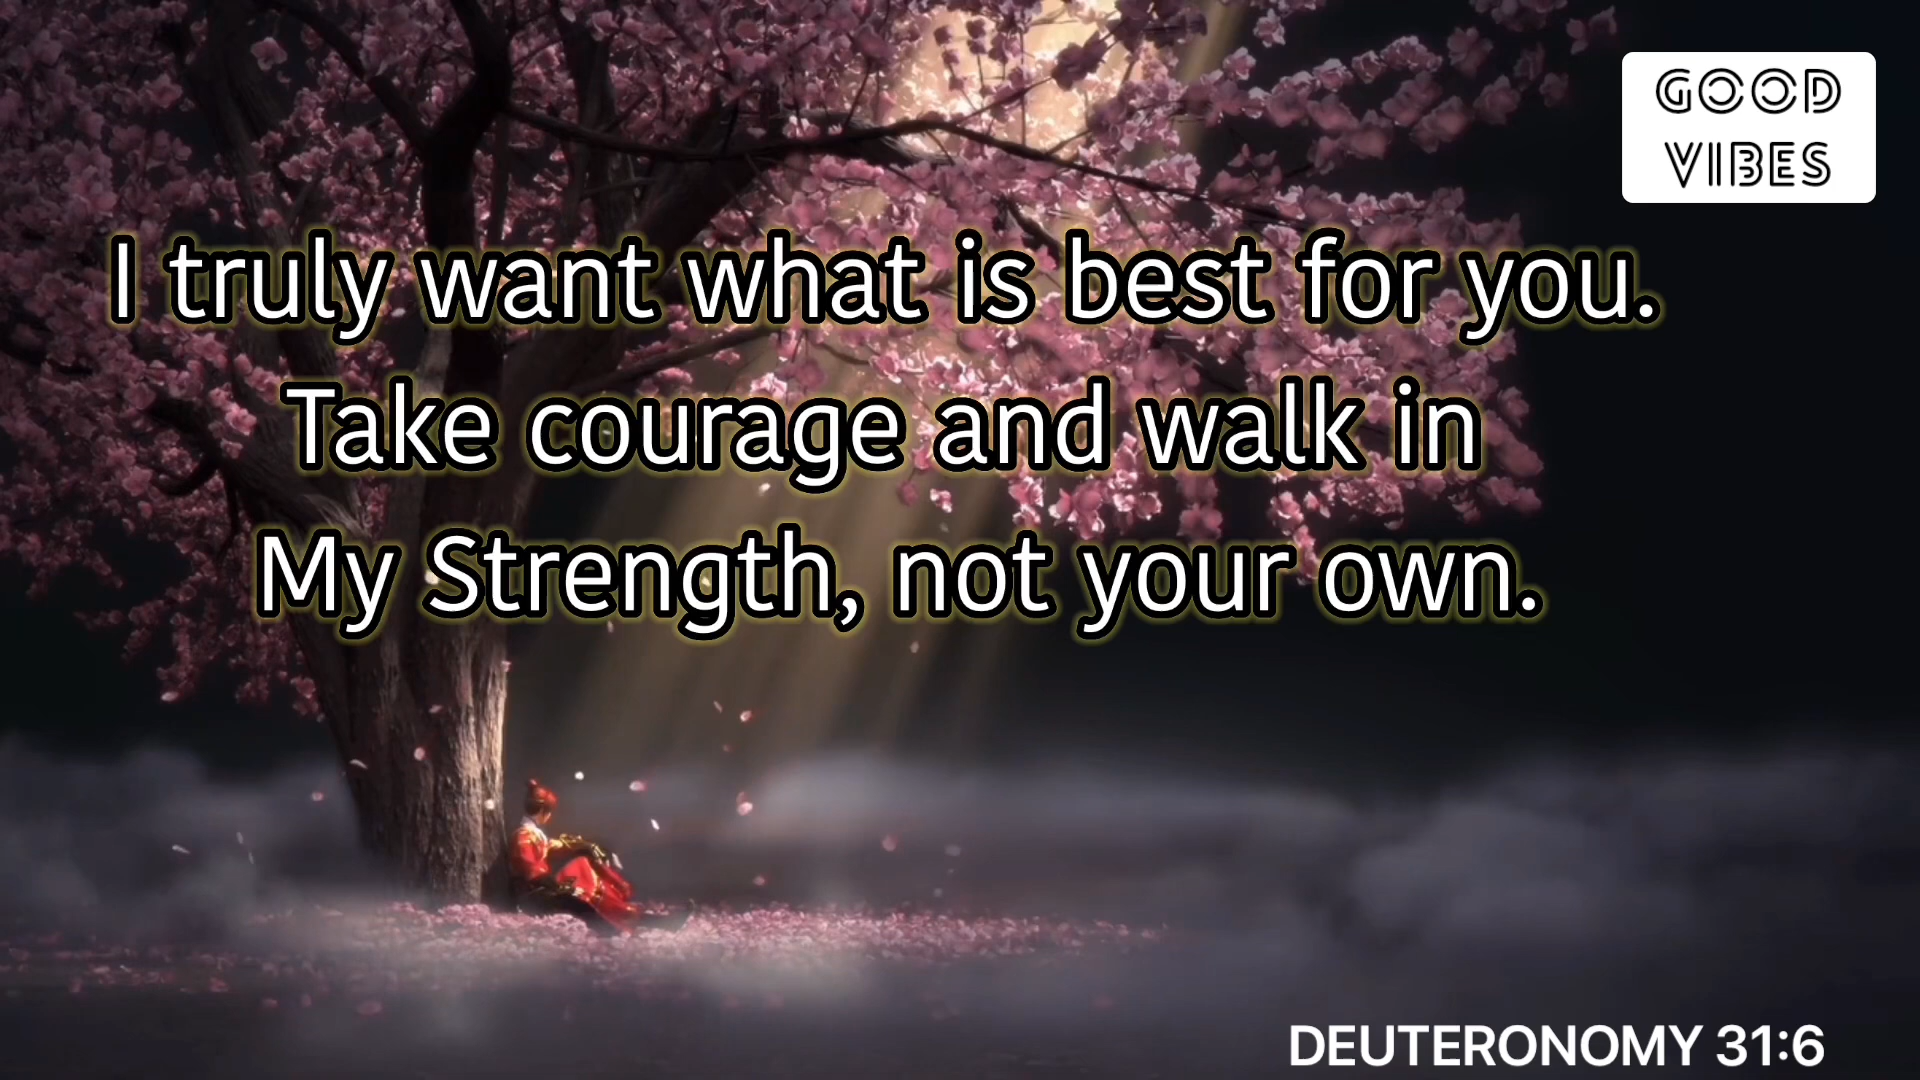 GOOD
VIBES
I truly want what is best for you.
Take courage and walk in
My Strength, not your own.
DEUTERONOMY 31:6